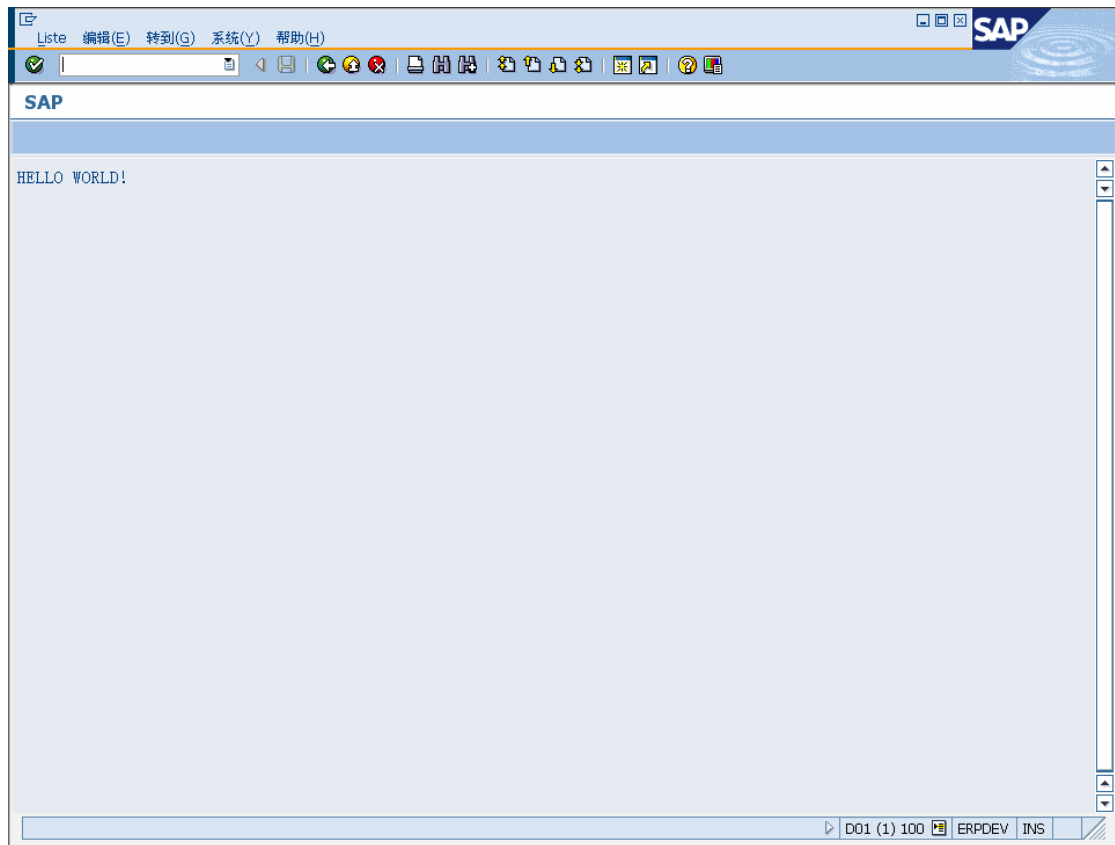 Liste 编辑(E) 转到(G) 系统(Y) 帮助(H)
SAP
SAP
HELLO WORLD!
D01 (1) 100 ERPDEV INS